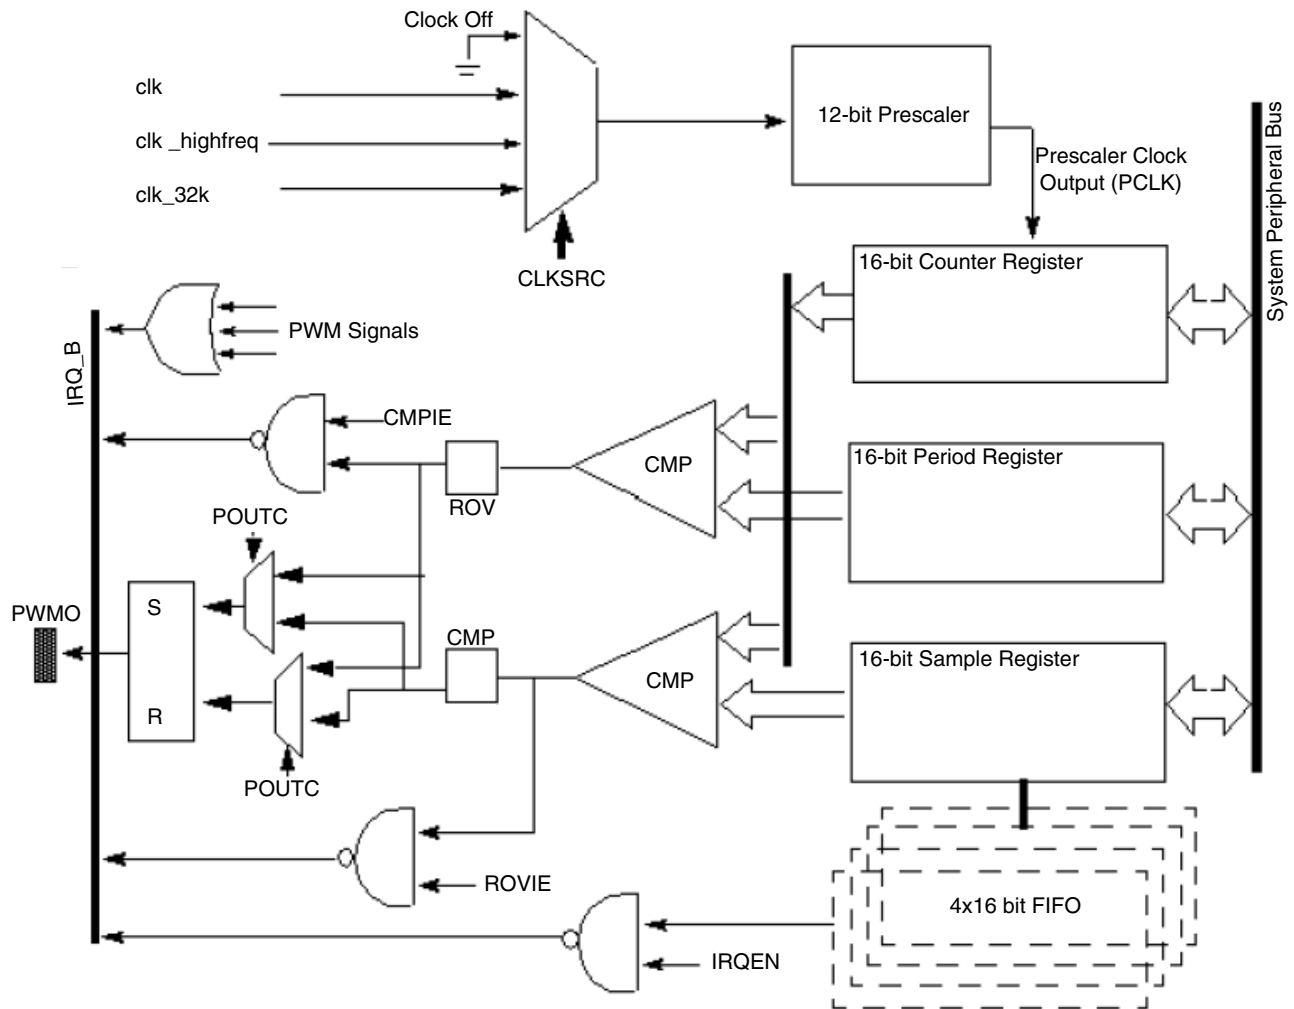 Clock Off
clk
clk _highfreq
clk_32k
CLKSRC
12-bit Prescaler
Prescaler Clock
Output (PCLK)
System Peripheral Bus
16-bit Counter Register
PWM Signals
IRQ_B
CMPIE
CMP
16-bit Period Register
ROV
POUTC
PWMO
S
R
CMP
CMP
16-bit Sample Register
POUTC
ROVIE
4x16 bit FIFO
IRQEN